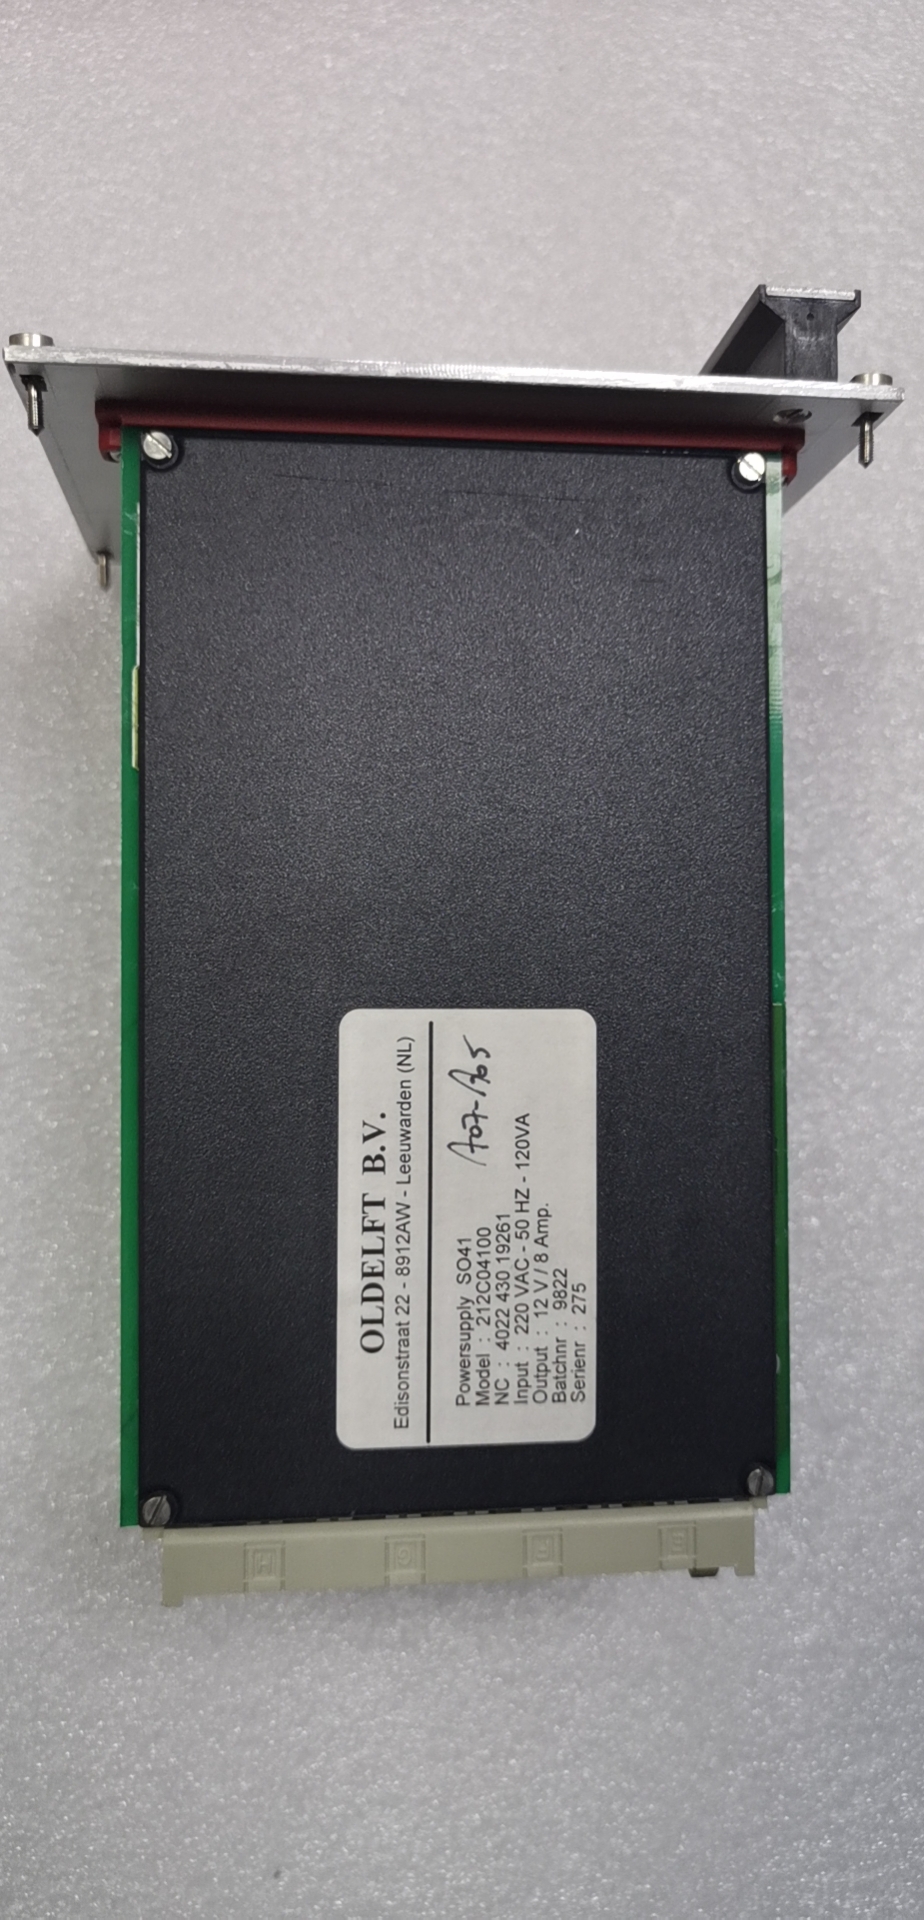 OLDELFT B.V.
Edisonstraat 22 - 8912AW - Leeuwarden (NL)
Powersupply SO41
Model : 212C04100
NC : 4022 430 19261
Input : 220 VAC - 50 HZ - 120VA
Output : 12 V / 8 Amp.
Batchnr : 9822
Serienr : 275